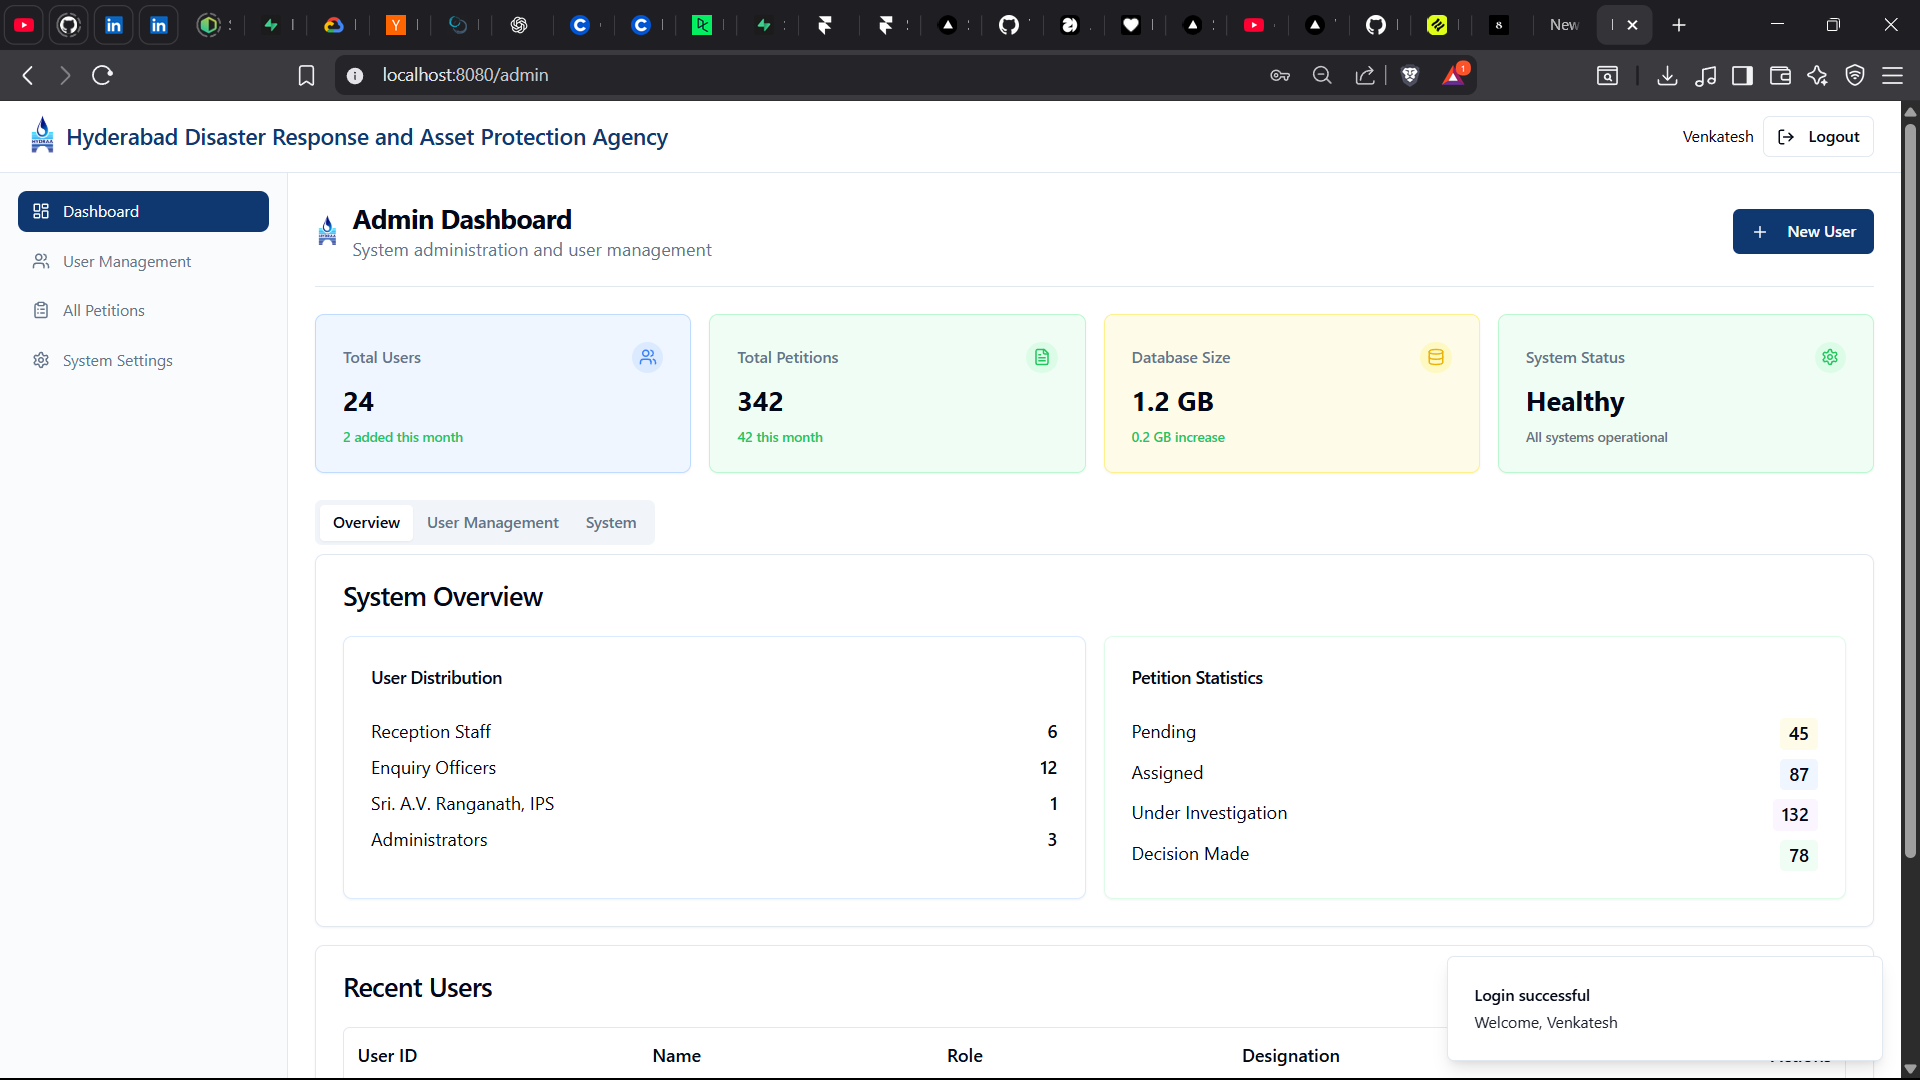 New
localhost:8080/admin
1
Hyderabad Disaster Response and Asset Protection Agency
Venkatesh
Logout
Dashboard
User Management
All Petitions
System Settings
Admin Dashboard
System administration and user management
New User
Total Users
24
2 added this month
Total Petitions
342
42 this month
Database Size
1.2 GB
0.2 GB increase
System Status
Healthy
All systems operational
Overview
User Management
System
System Overview
User Distribution
Reception Staff 6
Enquiry Officers 12
Sri. A.V. Ranganath, IPS 1
Administrators 3
Petition Statistics
Pending 45
Assigned 87
Under Investigation 132
Decision Made 78
Recent Users
User ID Name Role Designation
Login successful
Welcome, Venkatesh